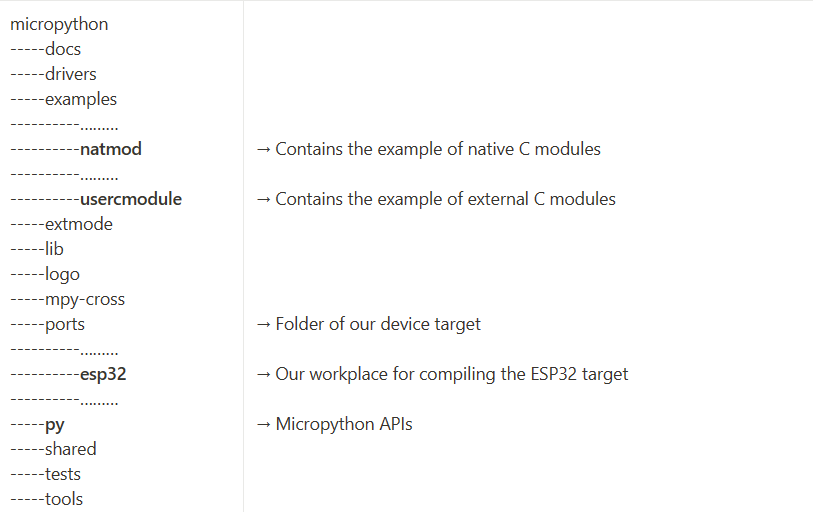 micropython
-----docs
-----drivers
-----examples
----------.........
----------natmod → Contains the example of native C modules
----------.........
----------usercmodule → Contains the example of external C modules
-----extmode
-----lib
-----logo
-----mpy-cross
-----ports → Folder of our device target
----------.........
----------esp32 → Our workplace for compiling the ESP32 target
----------.........
-----py → Micropython APIs
-----shared
-----tests
-----tools